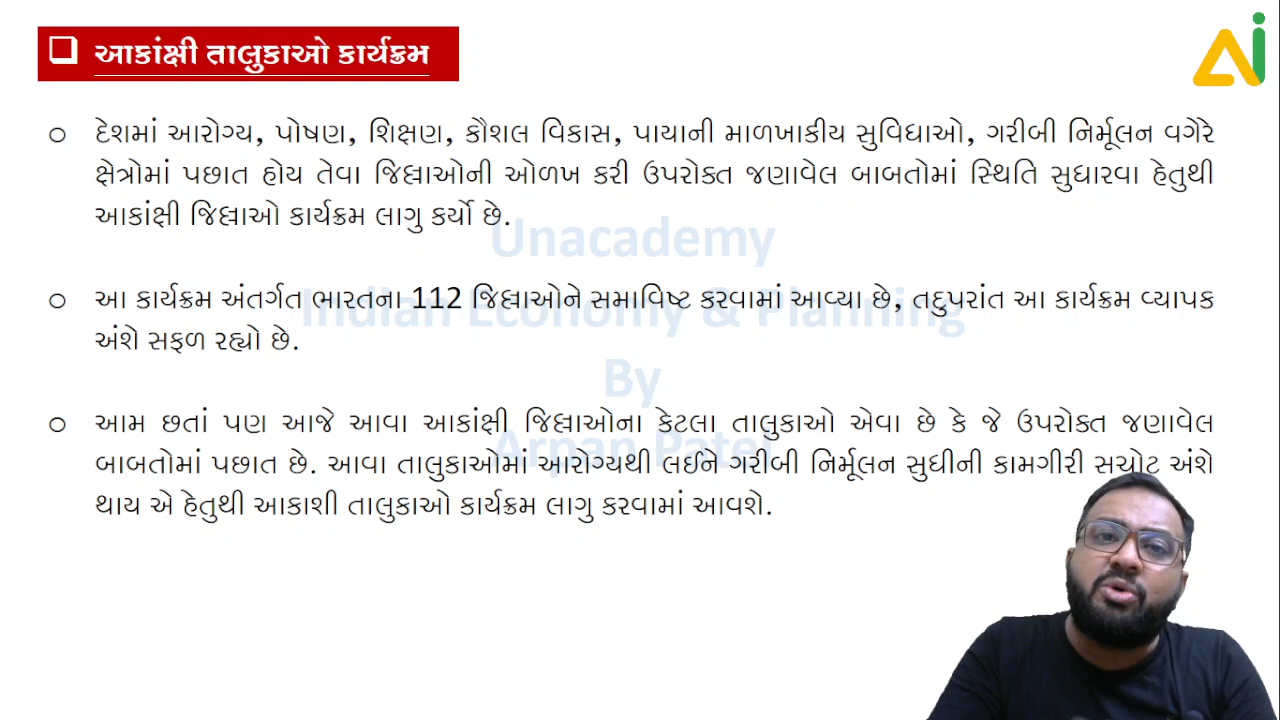 આકાંક્ષી તાલુકાઓ કાર્યક્રમ
દેશમાં આરોગ્ય, પોષણ, શિક્ષણ, કૌશલ વિકાસ, પાયાની માળખાકીય સુવિધાઓ, ગરીબી નિર્મૂલન વગેરે
ક્ષેત્રોમાં પછાત હોય તેવા જિલ્લાઓની ઓળખ કરી ઉપરોક્ત જણાવેલ બાબતોમાં સ્થિતિ સુધારવા હેતુથી
આકાંક્ષી જિલ્લાઓ કાર્યક્રમ લાગુ કર્યો છે.
આ કાર્યક્રમ અંતર્ગત ભારતના 112 જિલ્લાઓને સમાવિષ્ટ કરવામાં આવ્યા છે, તદુપરાંત આ કાર્યક્રમ વ્યાપક
અંશે સફળ રહ્યો છે.
આમ છતાં પણ આજે આવા આકાંક્ષી જિલ્લાઓના કેટલા તાલુકાઓ એવા છે કે જે ઉપરોક્ત જણાવેલ
બાબતોમાં પછાત છે. આવા તાલુકાઓમાં આરોગ્યથી લઈને ગરીબી નિર્મૂલન સુધીની કામગીરી સચોટ અંશે
થાય એ હેતુથી આકાશી તાલુકાઓ કાર્યક્રમ લાગુ કરવામાં આવશે.
Unacademy
Indian Economy & Planning
By
Arpan Patel